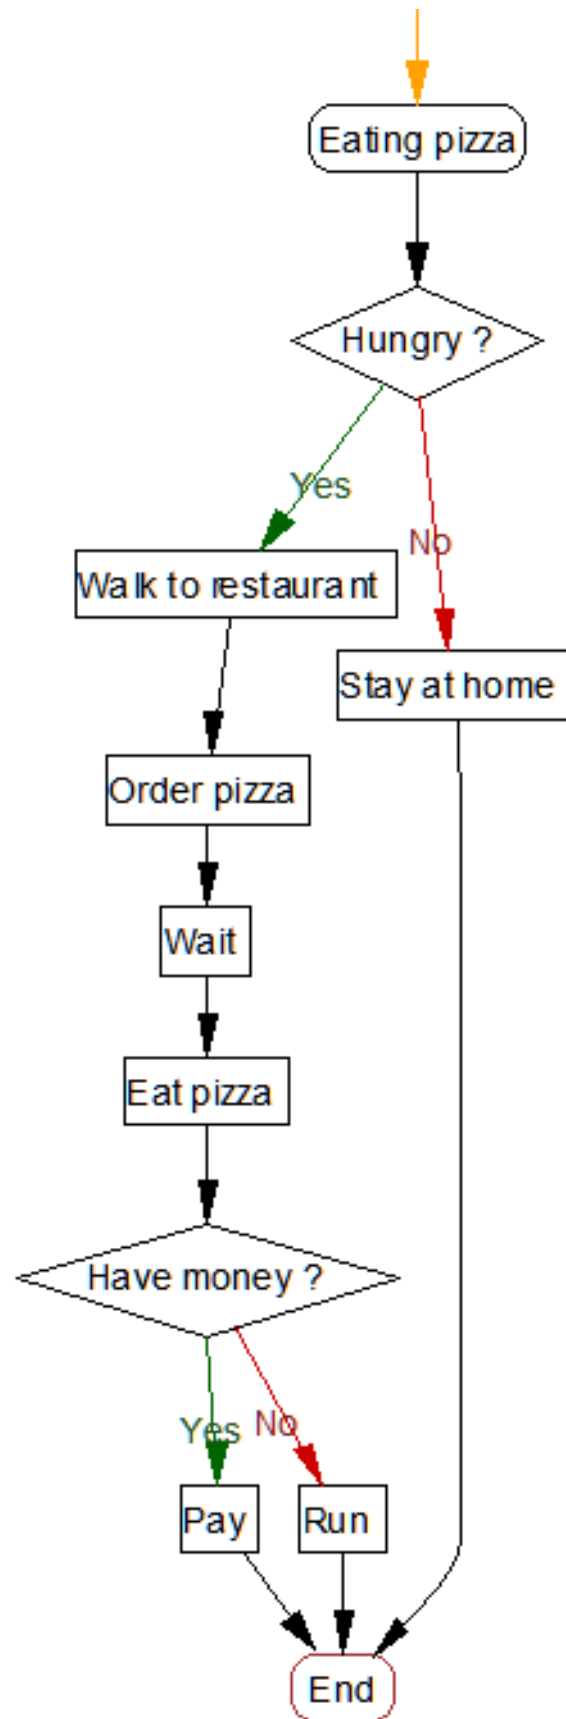 Eating pizza
Hungry ?
Yes
No
Walk to restaurant
Stay at home
Order pizza
Wait
Eat pizza
Have money ?
Yes
No
Pay
Run
End